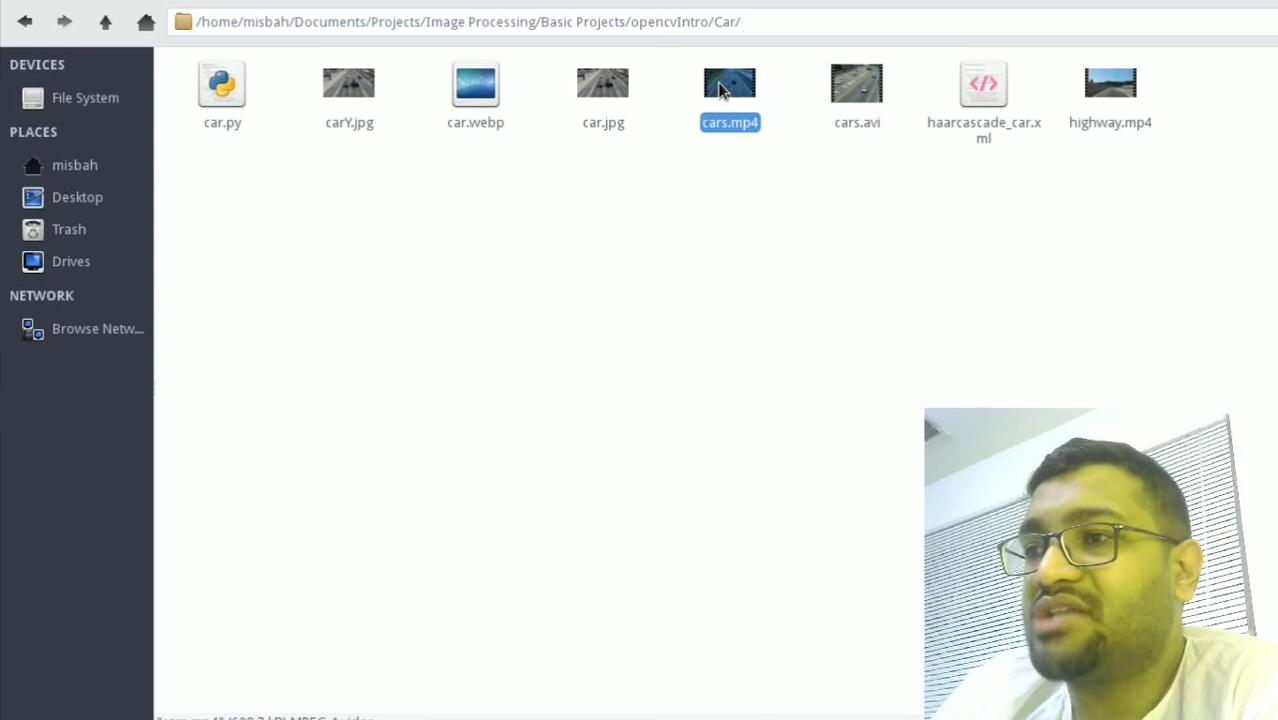 /home/misbah/Documents/Projects/Image Processing/Basic Projects/opencvIntro/Car/
DEVICES
File System
PLACES
misbah
Desktop
Trash
Drives
NETWORK
Browse Netw...
car.py
carY.jpg
car.webp
car.jpg
cars.mp4
cars.avi
haarcascade_car.x
ml
highway.mp4